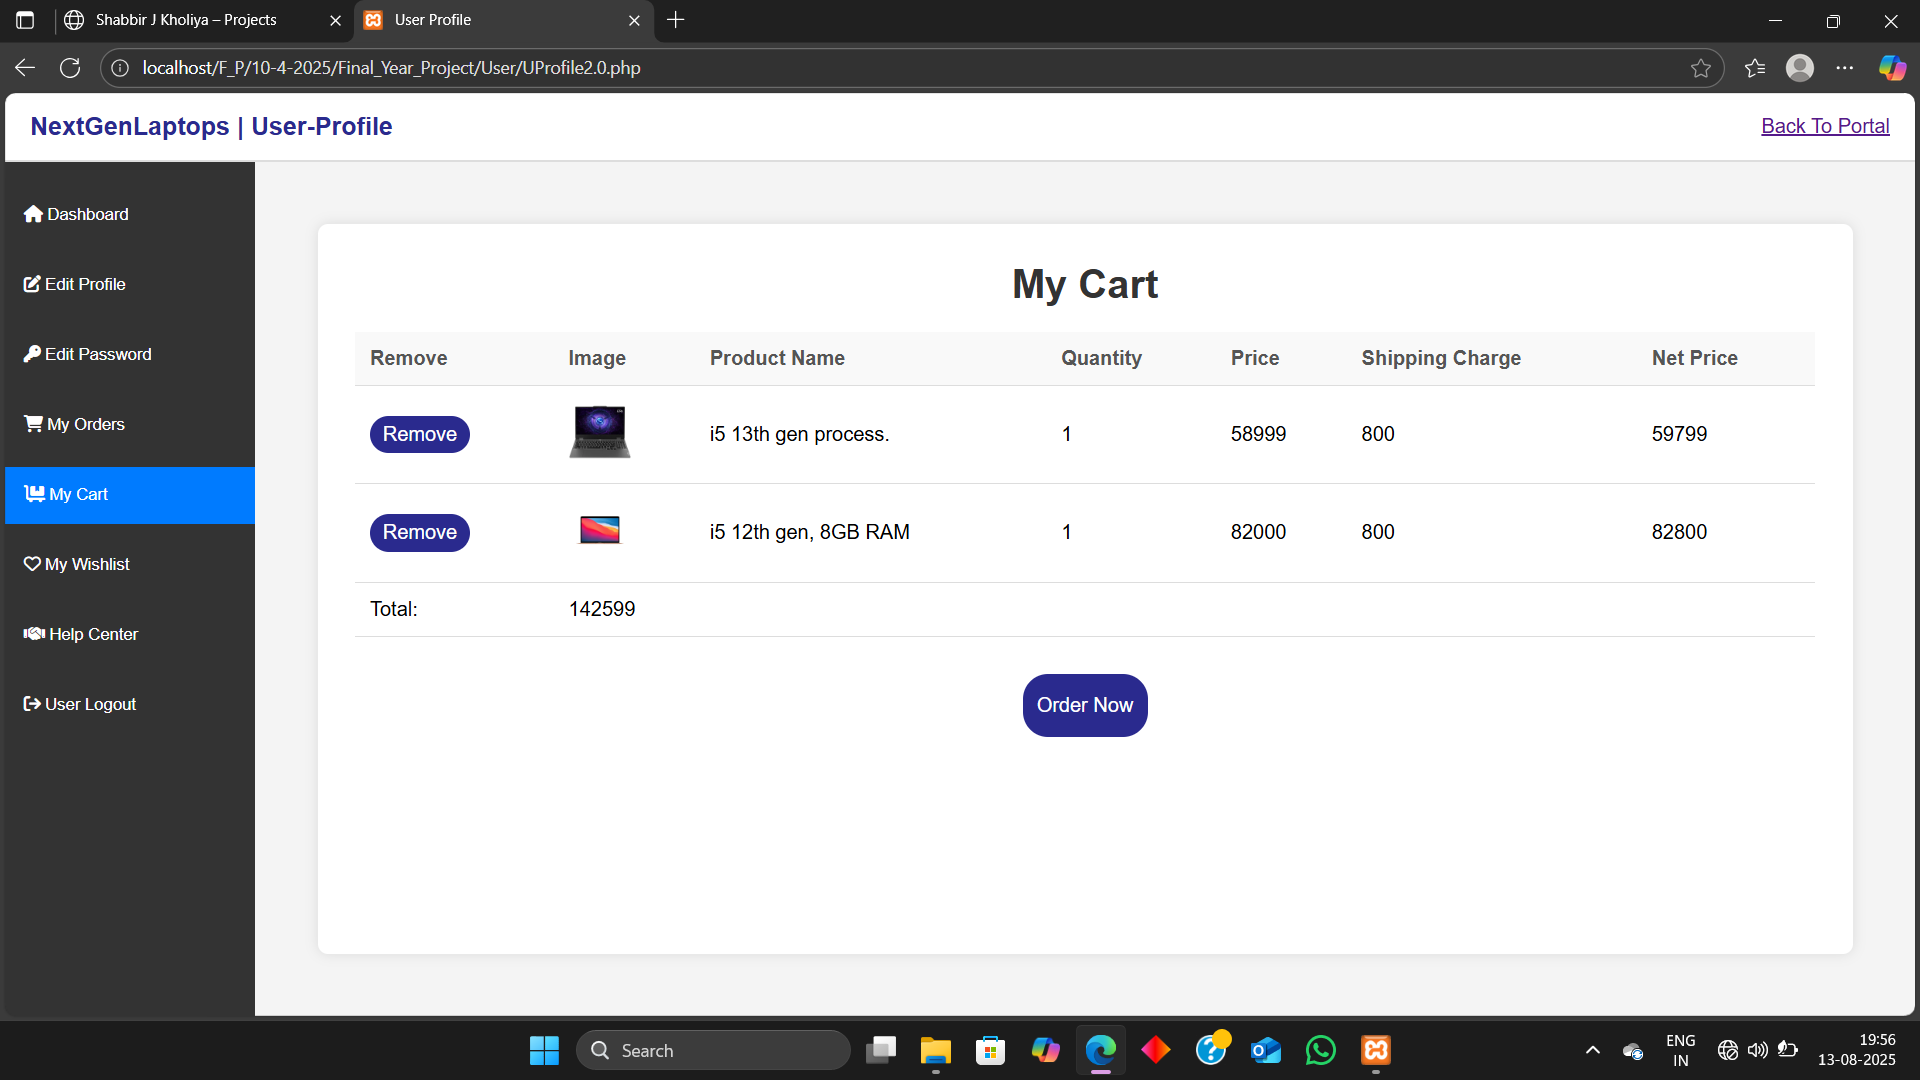 Shabbir J Kholiya – Projects
User Profile
localhost/F_P/10-4-2025/Final_Year_Project/User/UProfile2.0.php
NextGenLaptops | User-Profile
Back To Portal
Dashboard
Edit Profile
Edit Password
My Orders
My Cart
My Wishlist
Help Center
User Logout
My Cart
Remove Image Product Name Quantity Price Shipping Charge Net Price
Remove i5 13th gen process. 1 58999 800 59799
Remove i5 12th gen, 8GB RAM 1 82000 800 82800
Total: 142599
Order Now
Search
ENG
IN
19:56
13-08-2025